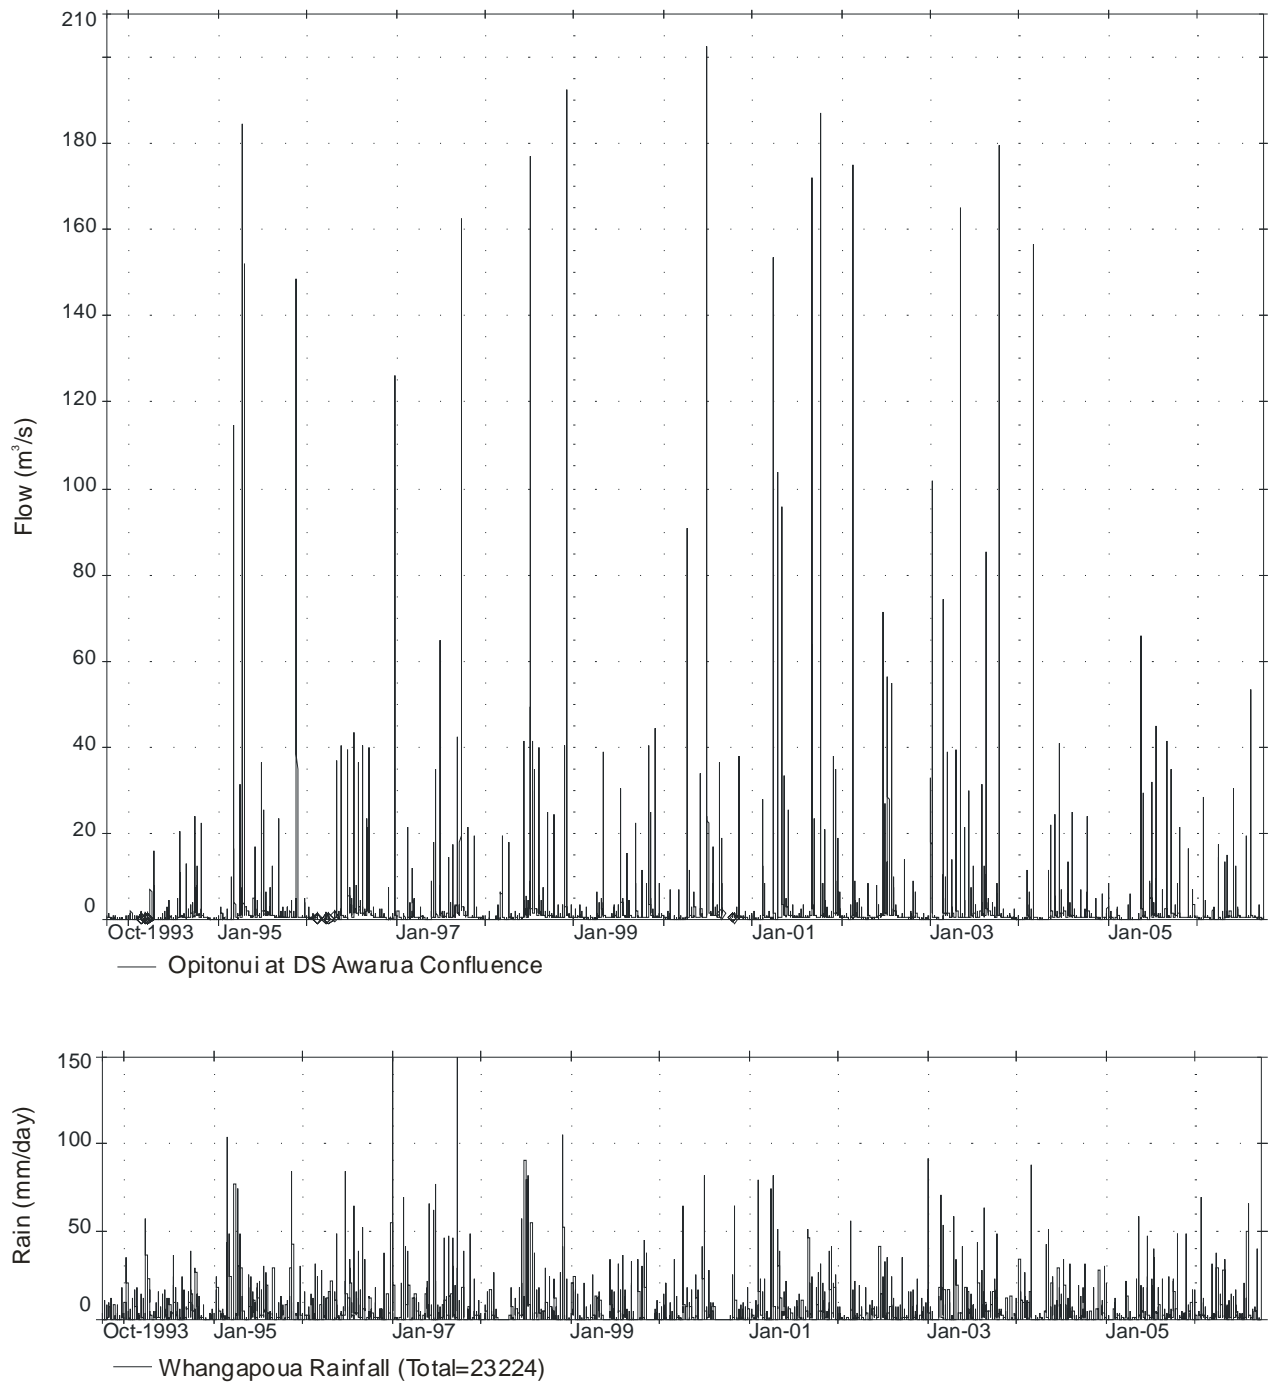 210
180
160
140
120
100
80
60
40
20
0
Flow (m³/s)
Oct-1993 Jan-95 Jan-97 Jan-99 Jan-01 Jan-03 Jan-05
Opitonui at DS Awarua Confluence
150
100
50
0
Rain (mm/day)
Oct-1993 Jan-95 Jan-97 Jan-99 Jan-01 Jan-03 Jan-05
Whangapoua Rainfall (Total=23224)